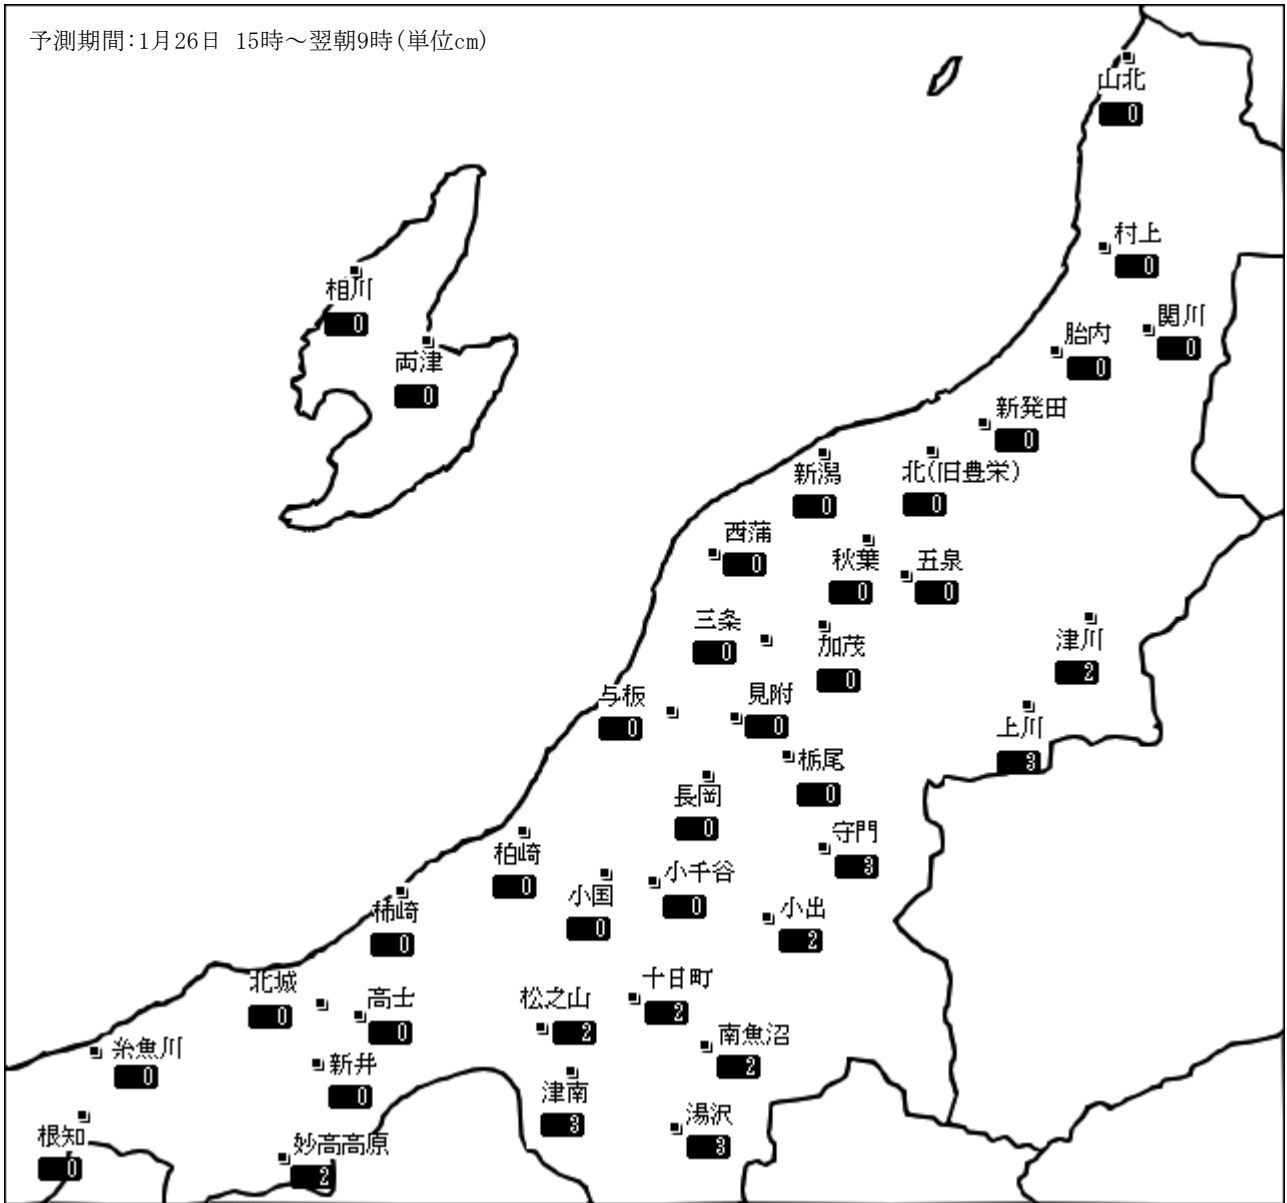 予測期間:1月26日 15時～翌朝9時(単位cm)
山北
0
村上
0
相川
0
関川
0
胎内
0
両津
0
新発田
0
新潟
0
北(旧豊栄)
0
西蒲
0
秋葉
0
五泉
0
三条
0
加茂
0
津川
2
与板
0
見附
0
上川
3
栃尾
0
長岡
0
守門
3
柏崎
0
小千谷
0
小国
0
小出
2
柿崎
0
北城
0
高士
0
松之山
2
十日町
2
南魚沼
2
糸魚川
0
新井
0
津南
3
湯沢
3
根知
0
妙高高原
2